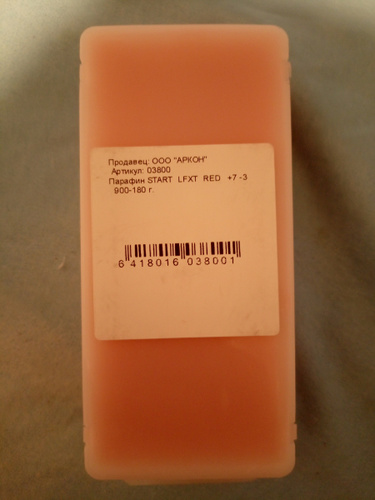 Продавец: ООО "АРКОН"
Артикул: 03800
Парафин START LFXT RED +7 -3
900-180 г.
6 418016 038001